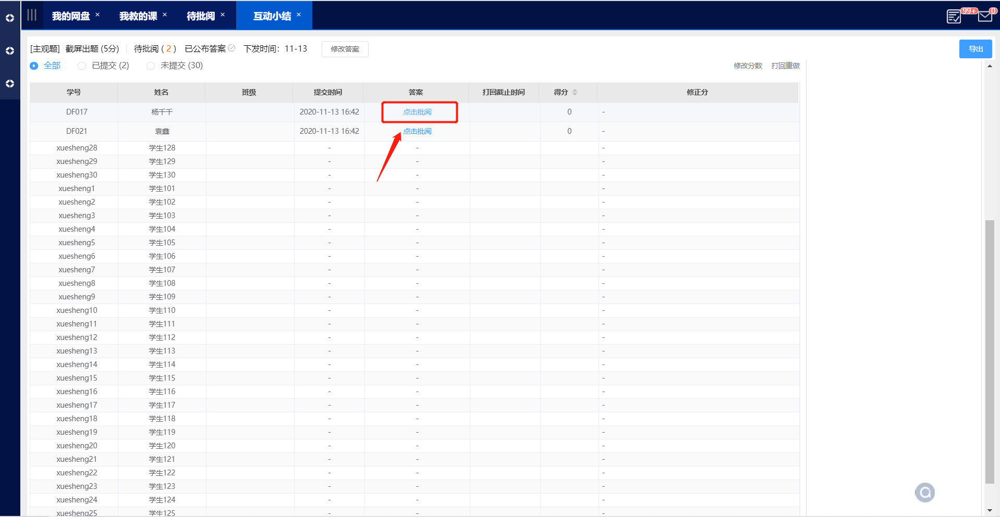 我的网盘 × 我教的课 × 待批阅 × 互动小结 × 99+ 0
[主观题] 截屏出题 (5分) 待批阅 ( 2 ) 已公布答案 下发时间：11-13 修改答案 导出
全部 已提交 (2) 未提交 (30) 修改分数 打回重做
学号 姓名 班级 提交时间 答案 打回截止时间 得分 修正分
DF017 杨千千 2020-11-13 16:42 点击批阅 0 -
DF021 袁鑫 2020-11-13 16:42 点击批阅 0 -
xuesheng28 学生128 - - -
xuesheng29 学生129 - - -
xuesheng30 学生130 - - -
xuesheng1 学生101 - - -
xuesheng2 学生102 - - -
xuesheng3 学生103 - - -
xuesheng4 学生104 - - -
xuesheng5 学生105 - - -
xuesheng6 学生106 - - -
xuesheng7 学生107 - - -
xuesheng8 学生108 - - -
xuesheng9 学生109 - - -
xuesheng10 学生110 - - -
xuesheng11 学生111 - - -
xuesheng12 学生112 - - -
xuesheng13 学生113 - - -
xuesheng14 学生114 - - -
xuesheng15 学生115 - - -
xuesheng16 学生116 - - -
xuesheng17 学生117 - - -
xuesheng18 学生118 - - -
xuesheng19 学生119 - - -
xuesheng20 学生120 - - -
xuesheng21 学生121 - - -
xuesheng22 学生122 - - -
xuesheng23 学生123 - - -
xuesheng24 学生124 - - -
xuesheng25 学生125 - - -